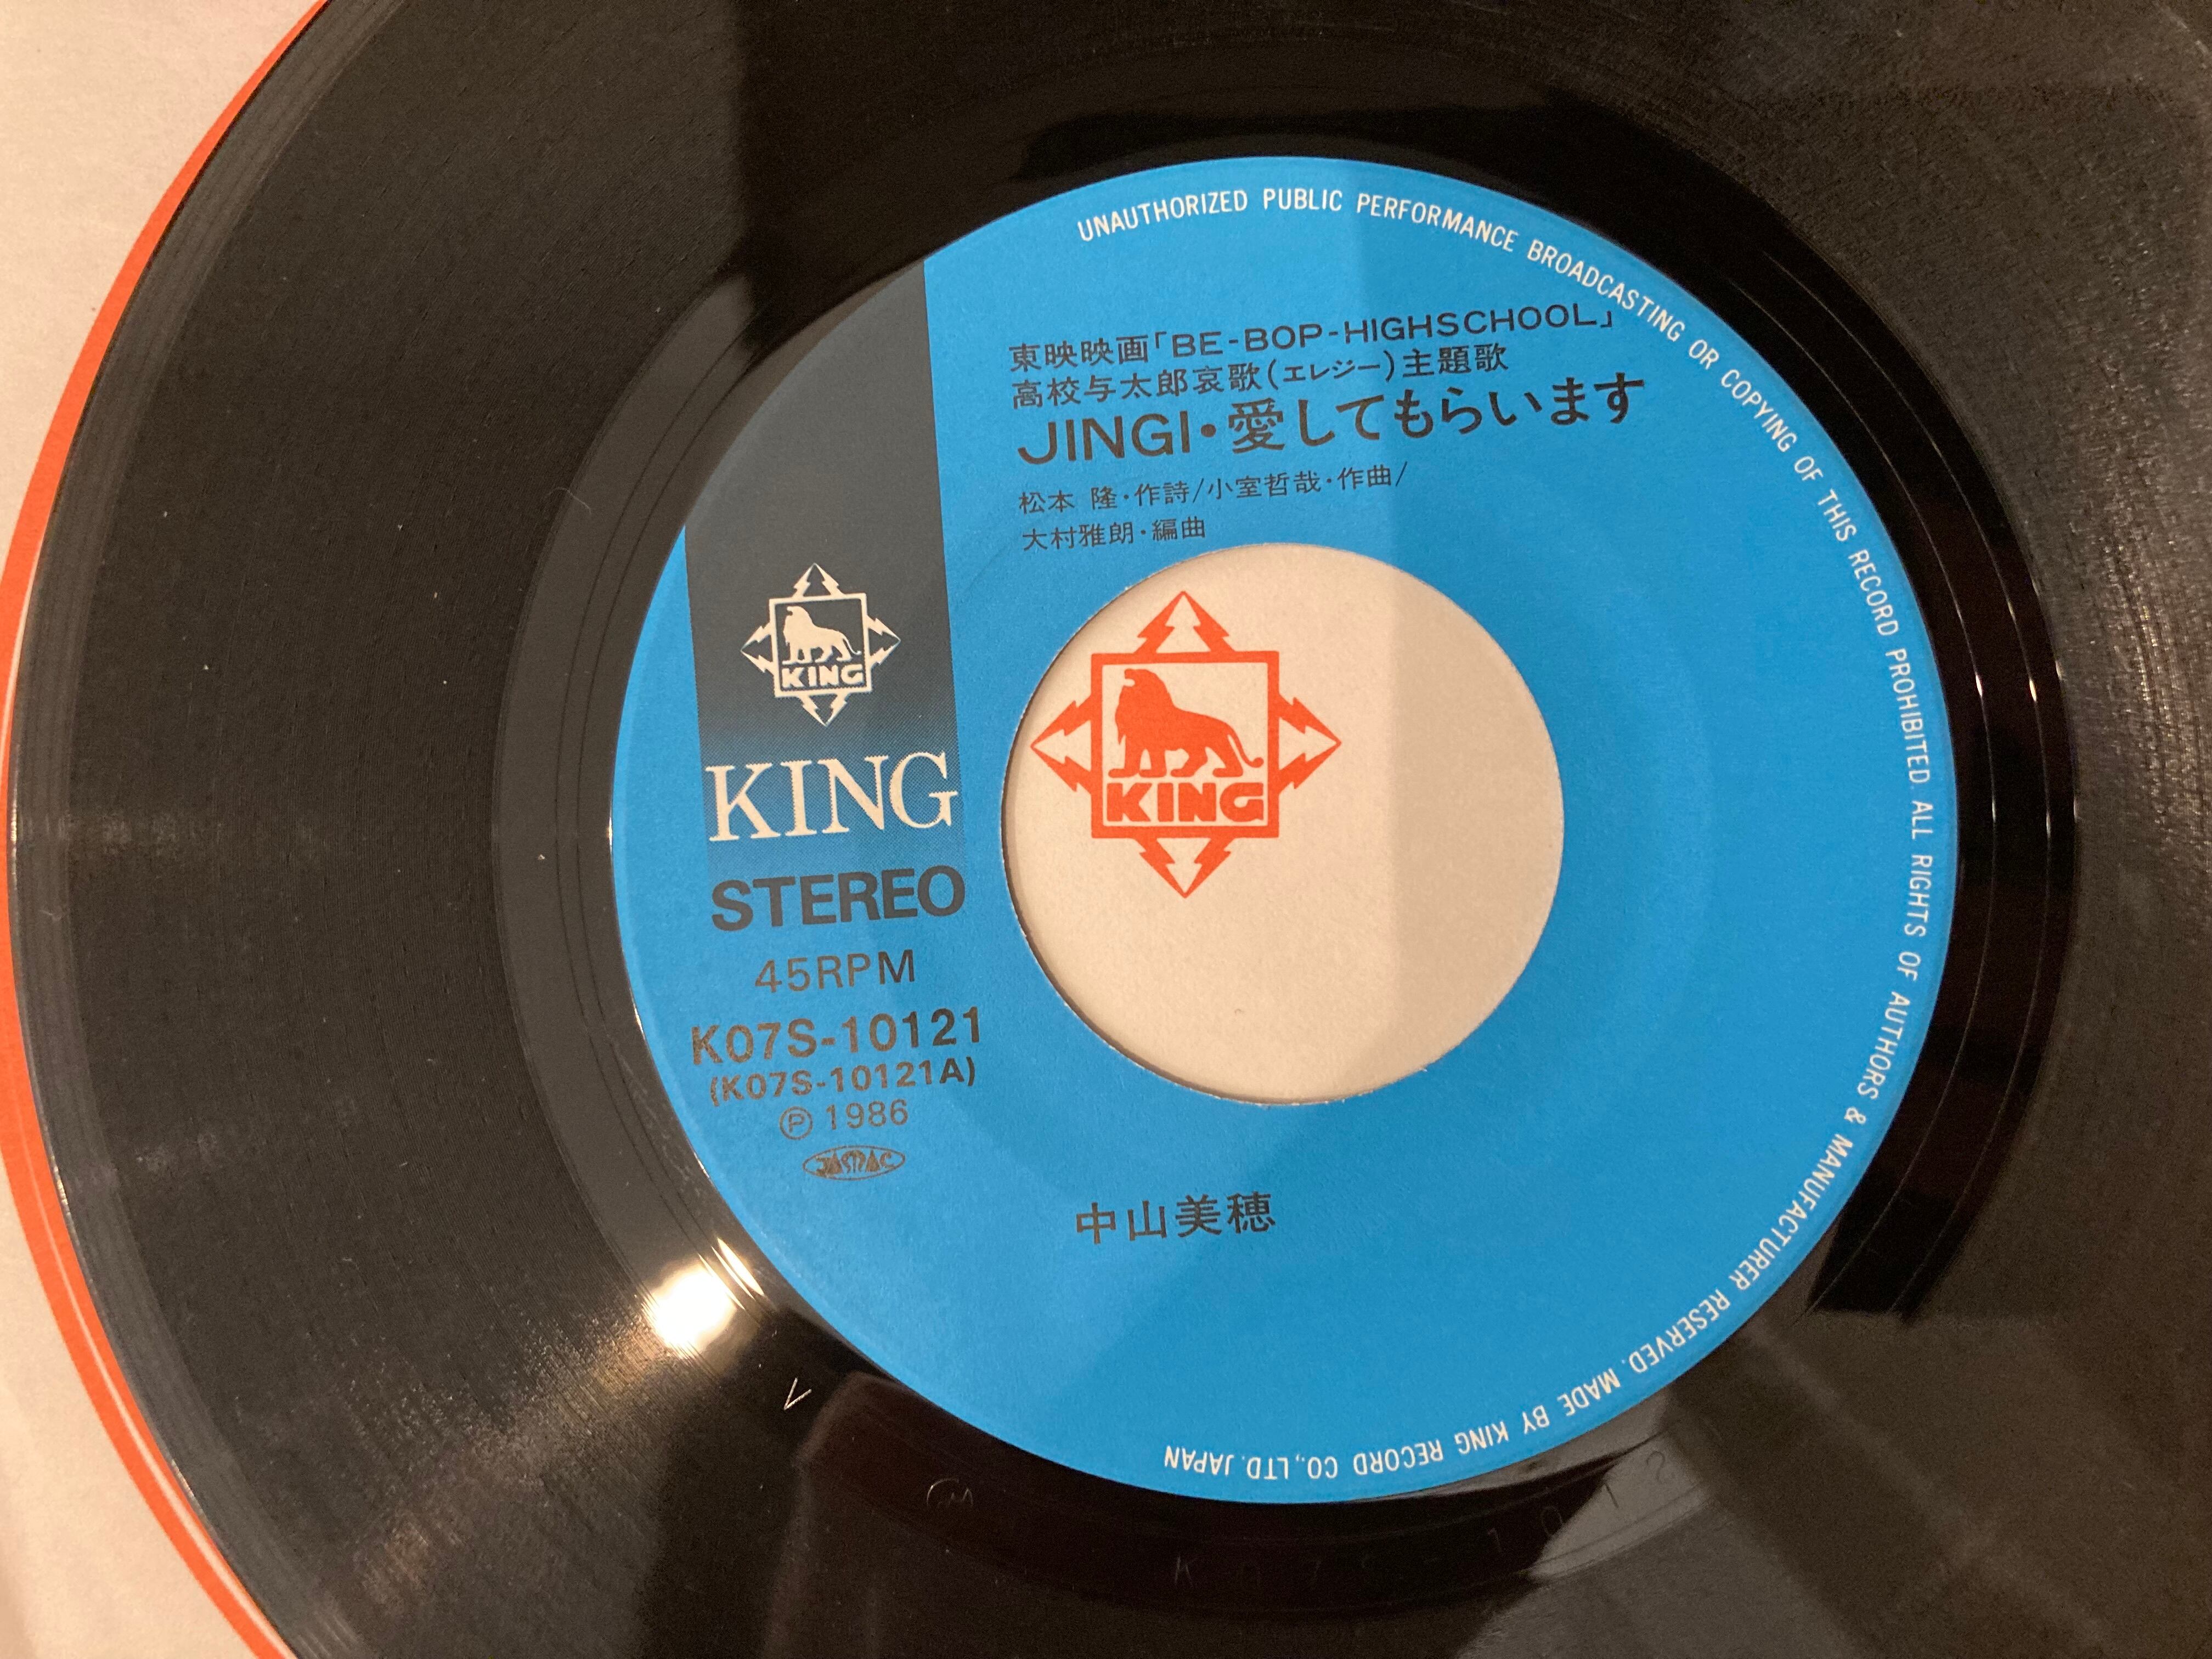 UNAUTHORIZED PUBLIC PERFORMANCE BROADCASTING OR COPYING OF THIS RECORD PROHIBITED. ALL RIGHTS OF AUTHORS & MANUFACTURER RESERVED. MADE BY KING RECORD CO., LTD. JAPAN
東映映画「BE-BOP-HIGHSCHOOL」
高校与太郎哀歌(エレジー)主題歌
JINGI・愛してもらいます
松本 隆・作詩/小室哲哉・作曲/
大村雅朗・編曲
KING
KING
KING
STEREO
45RPM
K07S-10121
(K07S-10121A)
Ⓟ 1986
JASRAC
中山美穂